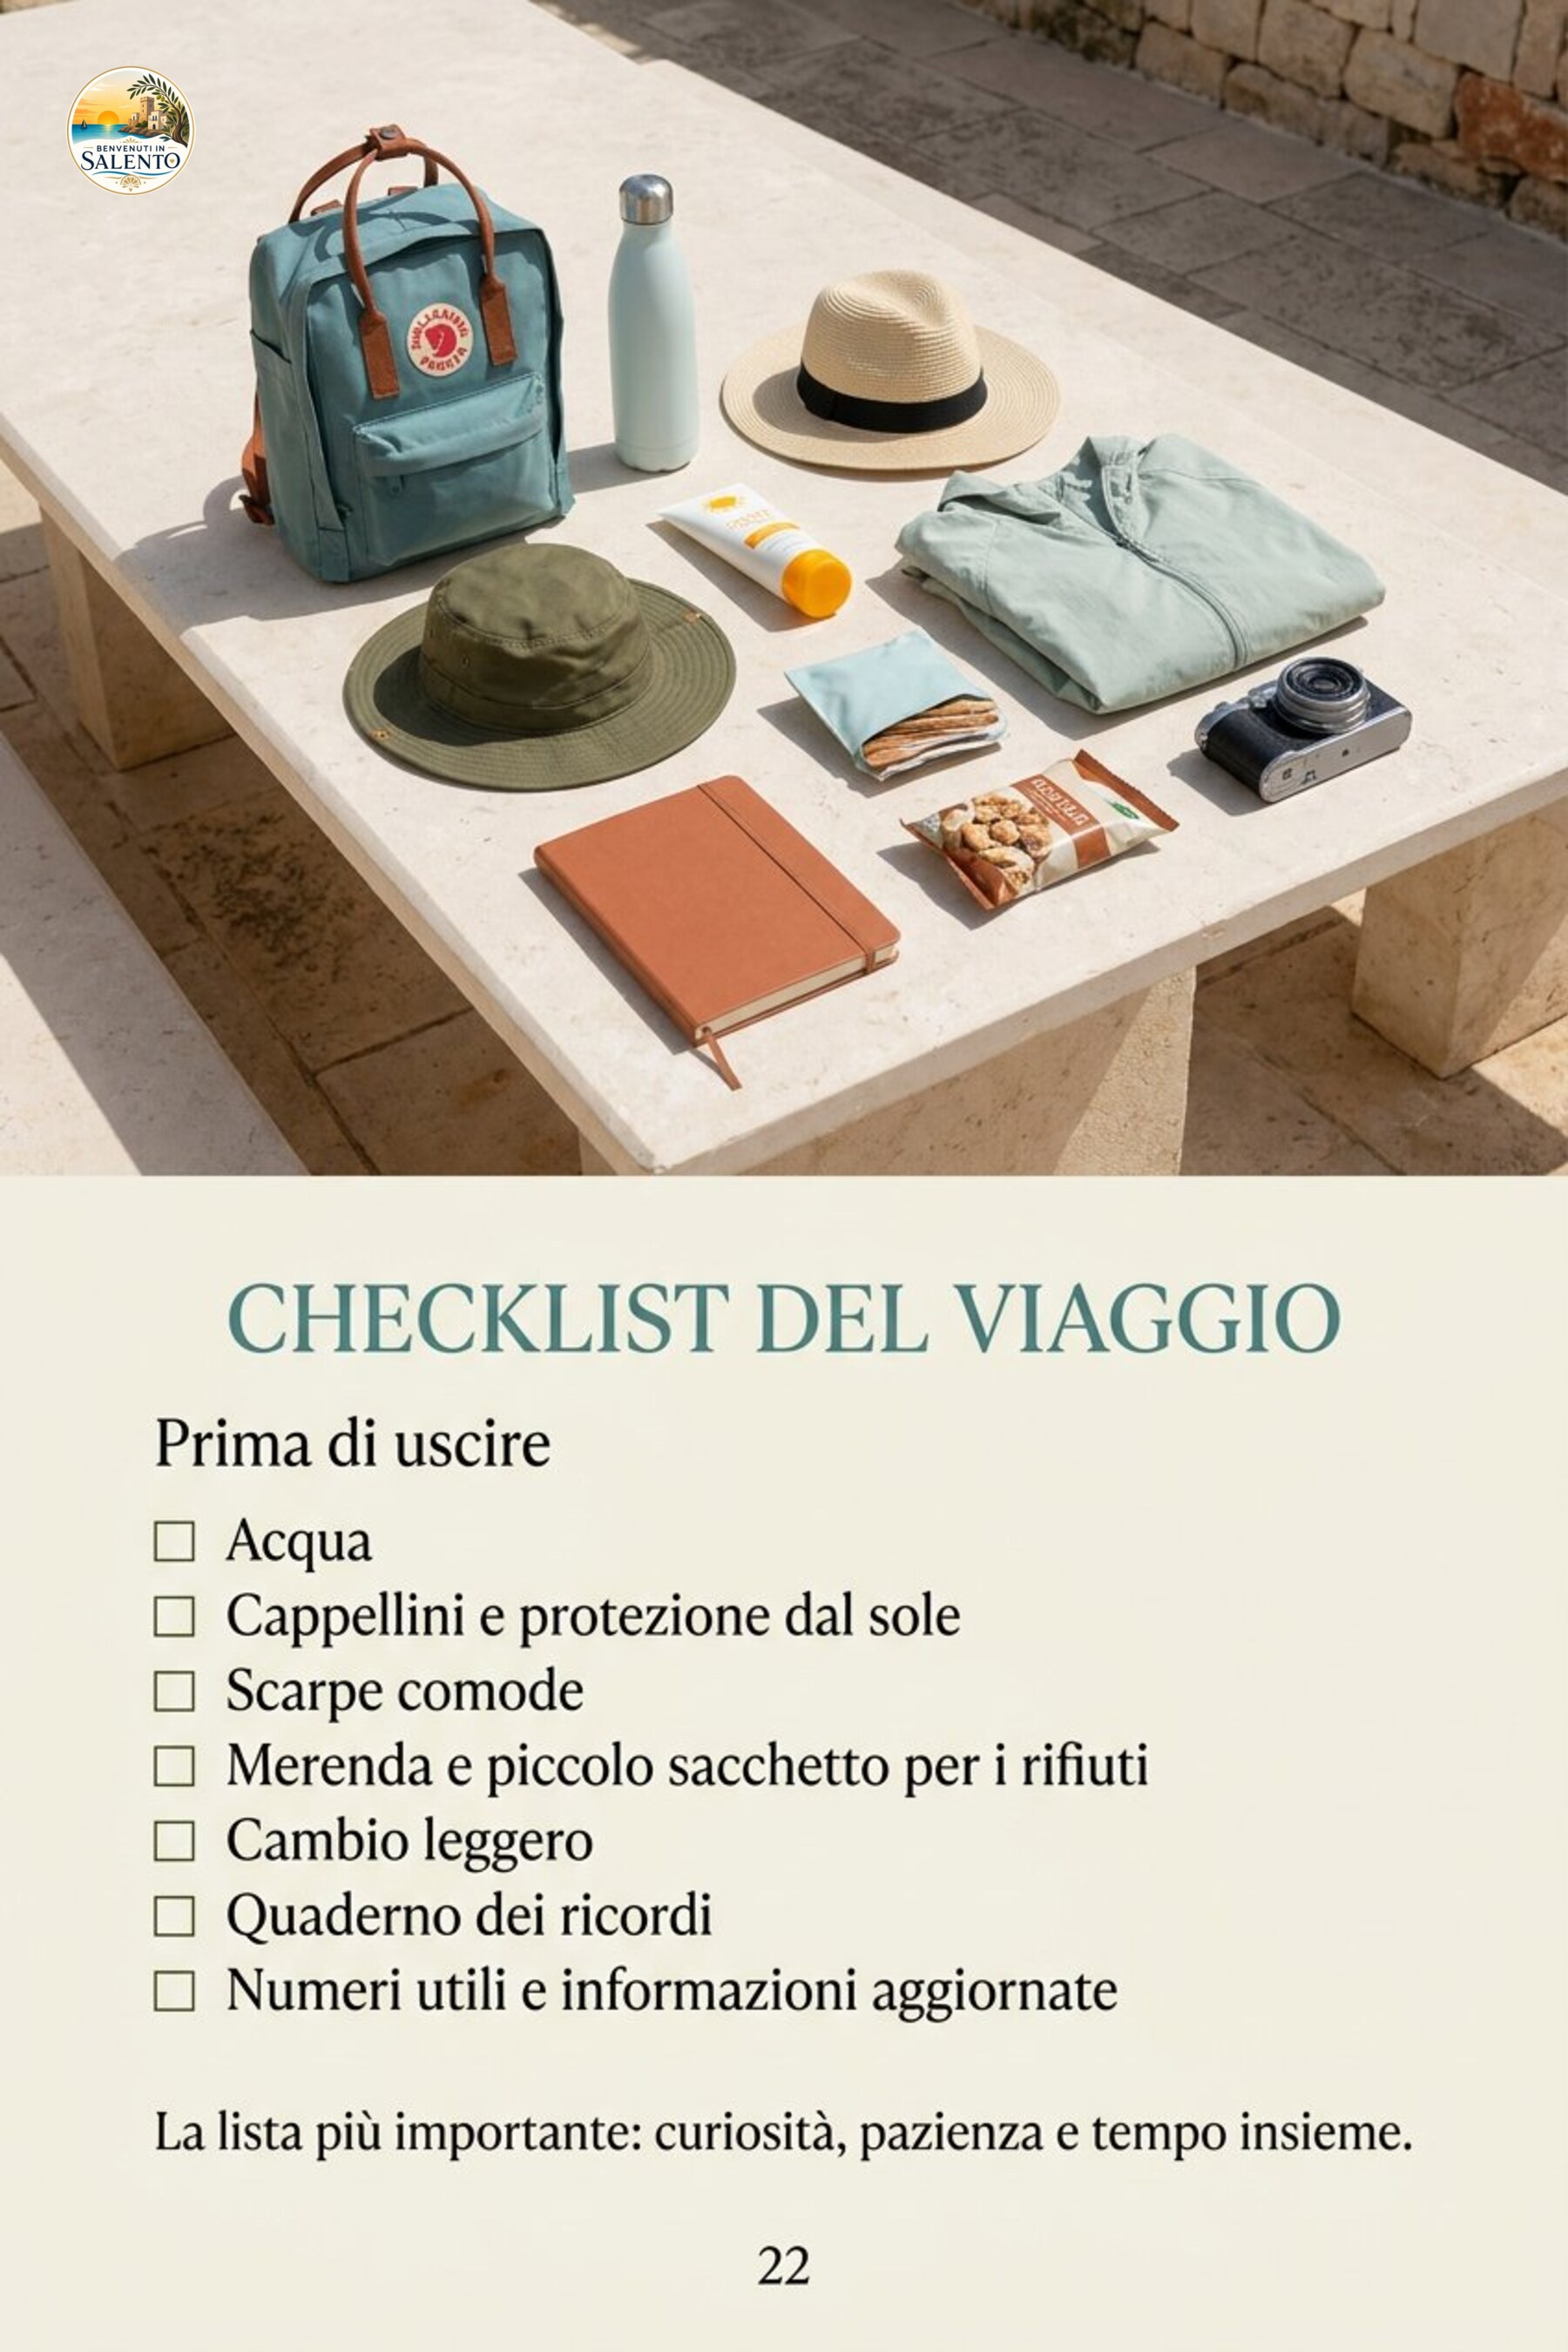 BENVENUTI IN
SALENTO
CHECKLIST DEL VIAGGIO
Prima di uscire
Acqua
Cappellini e protezione dal sole
Scarpe comode
Merenda e piccolo sacchetto per i rifiuti
Cambio leggero
Quaderno dei ricordi
Numeri utili e informazioni aggiornate
La lista più importante: curiosità, pazienza e tempo insieme.
22